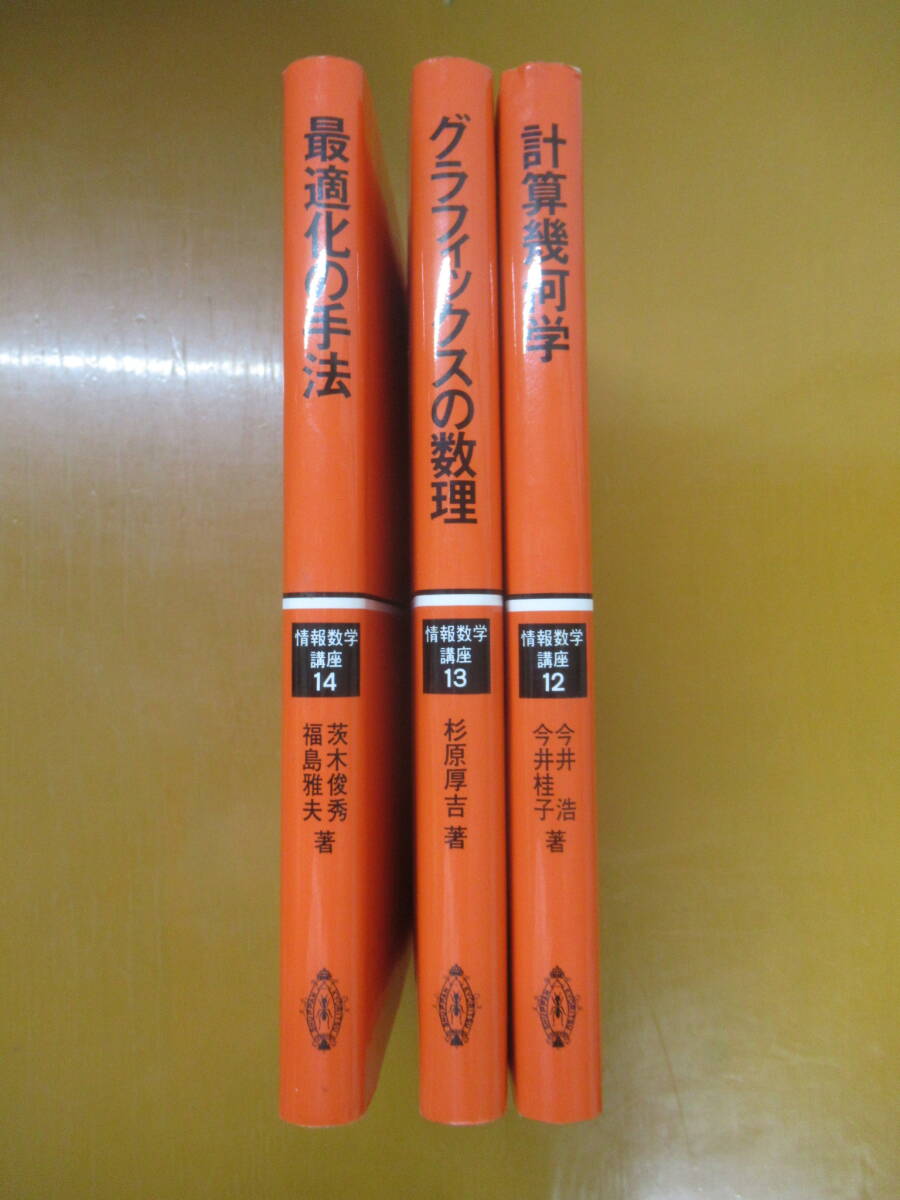 最適化の手法
情報数学
講座
14
茨木俊秀
福島雅夫
著
グラフィックスの数理
情報数学
講座
13
杉原厚吉
著
計算幾何学
情報数学
講座
12
今井 浩
今井桂子
著